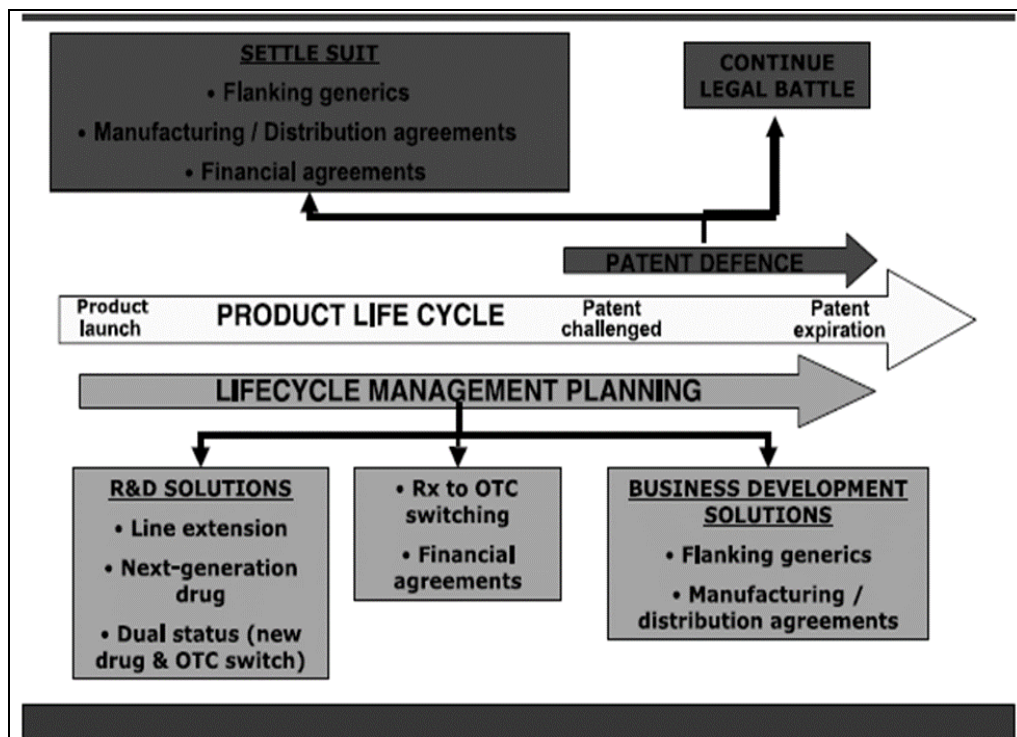 SETTLE SUIT
• Flanking generics
• Manufacturing / Distribution agreements
• Financial agreements
CONTINUE
LEGAL BATTLE
PATENT DEFENCE
Product
launch
PRODUCT LIFE CYCLE
Patent
challenged
Patent
expiration
LIFECYCLE MANAGEMENT PLANNING
R&D SOLUTIONS
• Line extension
• Next-generation
drug
• Dual status (new
drug & OTC switch)
• Rx to OTC
switching
• Financial
agreements
BUSINESS DEVELOPMENT
SOLUTIONS
• Flanking generics
• Manufacturing /
distribution agreements